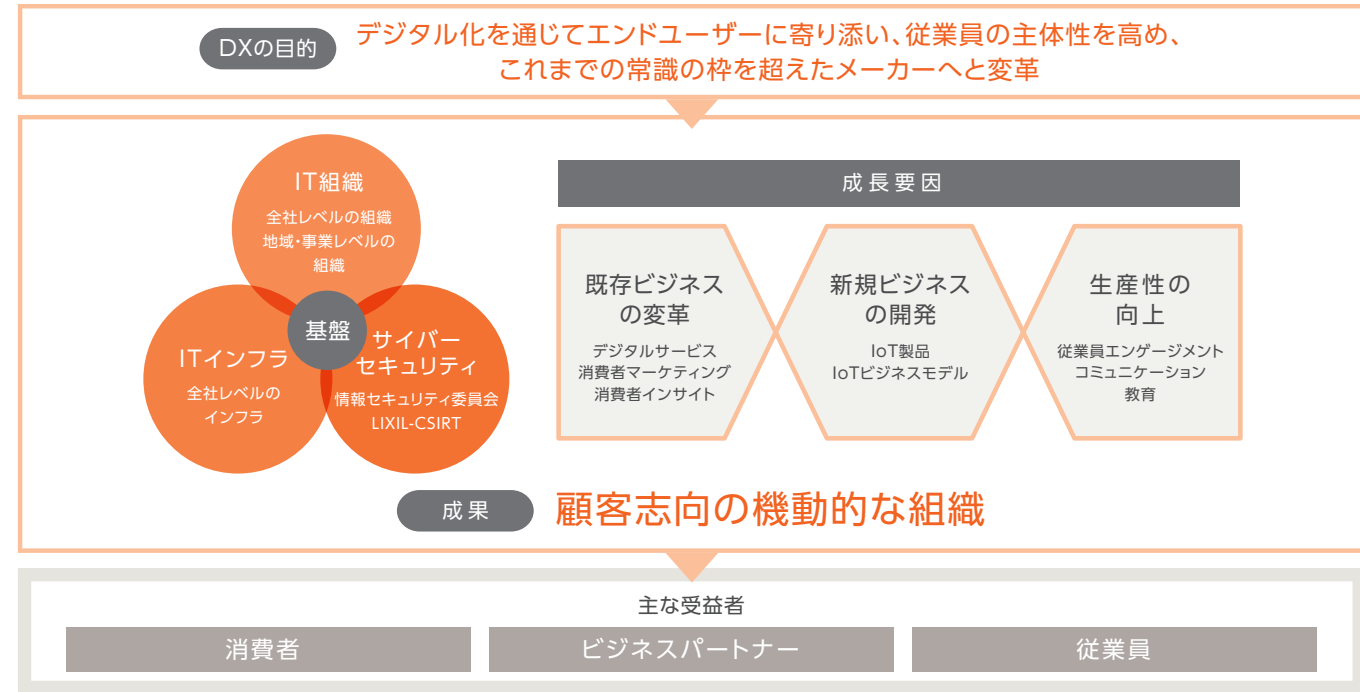 DXの目的
デジタル化を通じてエンドユーザーに寄り添い、従業員の主体性を高め、
これまでの常識の枠を超えたメーカーへと変革
IT組織
全社レベルの組織
地域・事業レベルの
組織
基盤
ITインフラ
全社レベルの
インフラ
サイバー
セキュリティ
情報セキュリティ委員会
LIXIL-CSIRT
成長要因
既存ビジネス
の変革
デジタルサービス
消費者マーケティング
消費者インサイト
新規ビジネス
の開発
IoT製品
IoTビジネスモデル
生産性の
向上
従業員エンゲージメント
コミュニケーション
教育
成果
顧客志向の機動的な組織
主な受益者
消費者
ビジネスパートナー
従業員